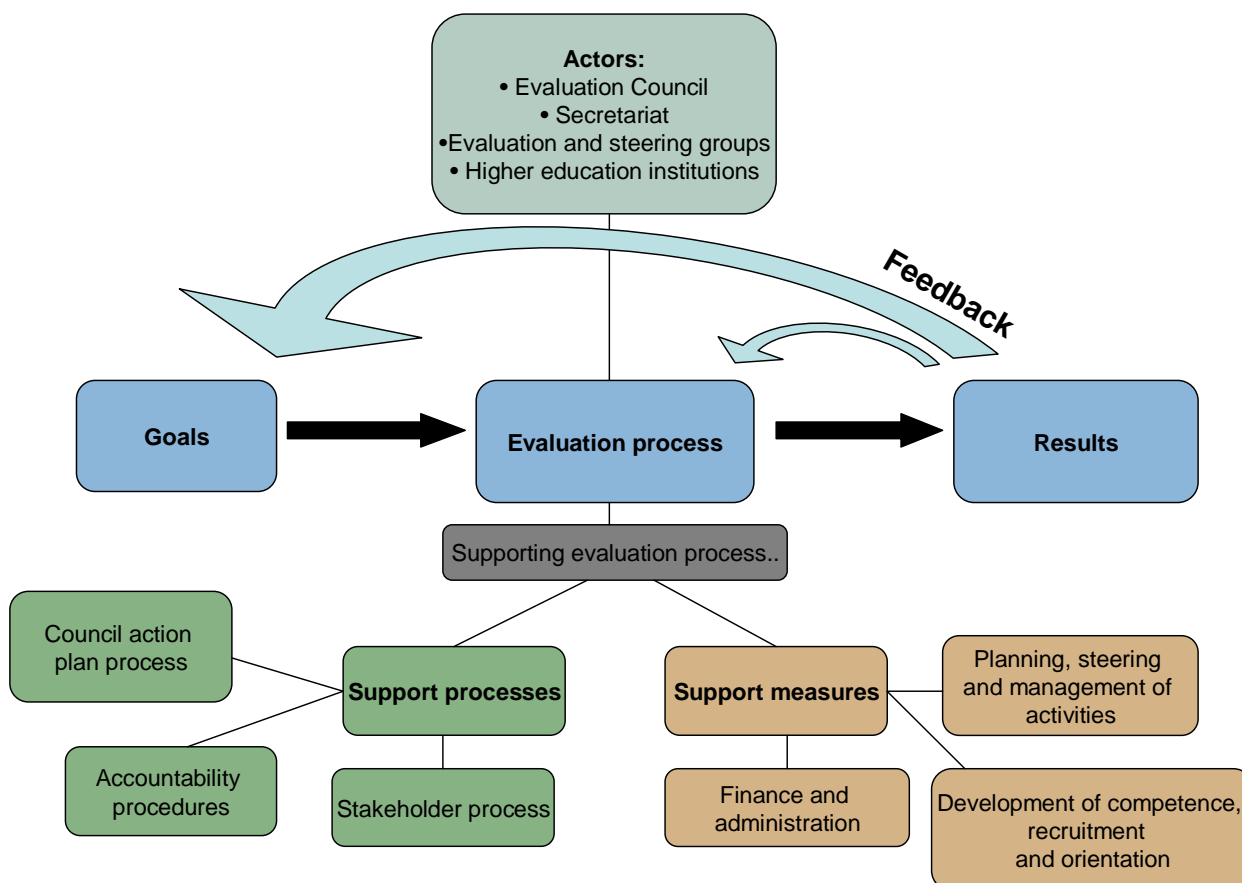 Actors:
• Evaluation Council
• Secretariat
•Evaluation and steering groups
• Higher education institutions
Feedback
Goals
Evaluation process
Results
Supporting evaluation process..
Council action
plan process
Support processes
Accountability
procedures
Stakeholder process
Support measures
Planning, steering
and management of
activities
Finance and
administration
Development of competence,
recruitment
and orientation